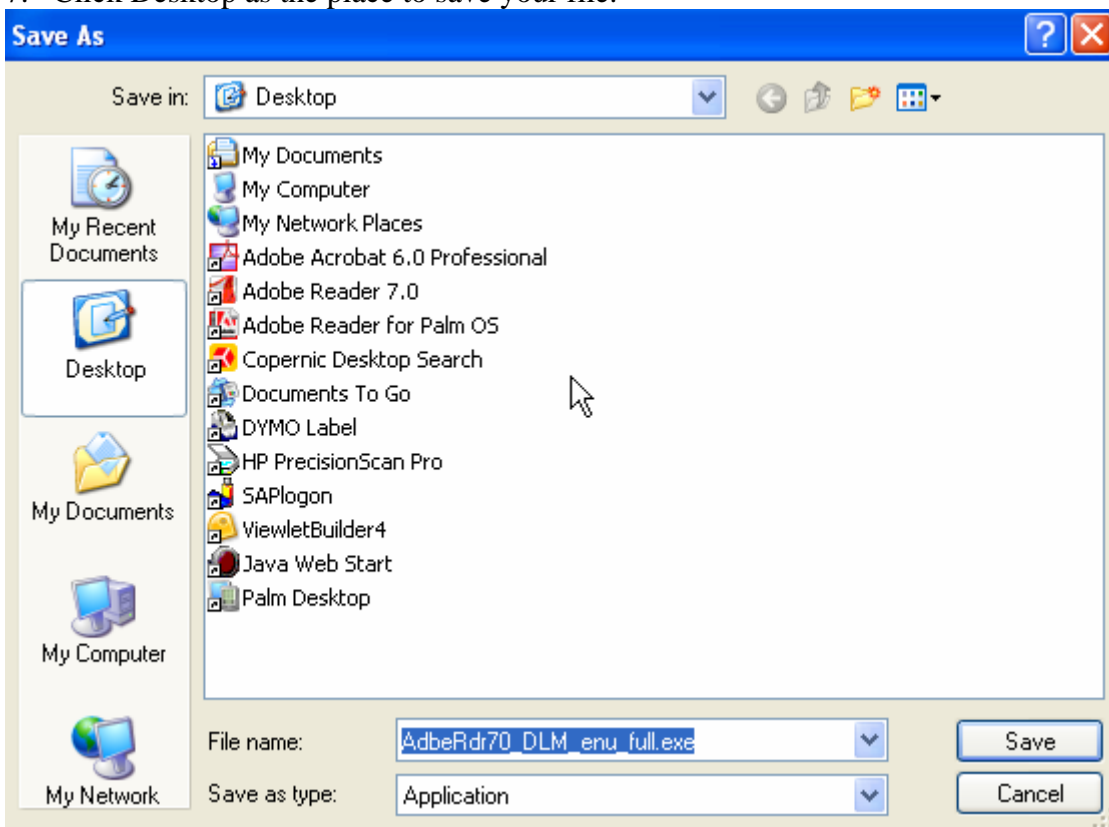 7. Click Desktop as the place to save your file.
Save As
Save in:
Desktop
My Recent
Documents
Desktop
My Documents
My Computer
My Network
My Documents
My Computer
My Network Places
Adobe Acrobat 6.0 Professional
Adobe Reader 7.0
Adobe Reader for Palm OS
Copernic Desktop Search
Documents To Go
DYMO Label
HP PrecisionScan Pro
SAPlogon
ViewletBuilder4
Java Web Start
Palm Desktop
File name:
AdbeRdr70_DLM_enu_full.exe
Save
Save as type:
Application
Cancel